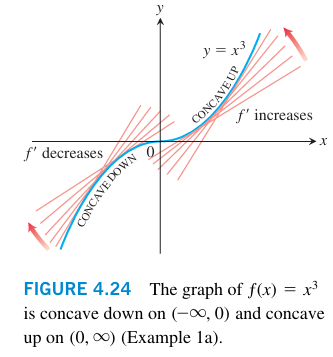 y
y = x³
CONCAVE UP
f′ increases
x
f′ decreases
0
CONCAVE DOWN
FIGURE 4.24 The graph of f(x) = x³
is concave down on (−∞, 0) and concave
up on (0, ∞) (Example 1a).